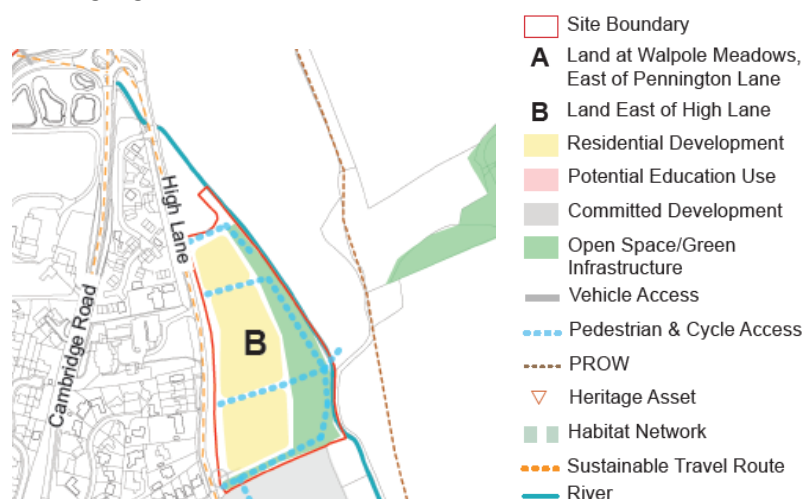 Site Boundary
A Land at Walpole Meadows,
East of Pennington Lane
B Land East of High Lane
Residential Development
Potential Education Use
Committed Development
Open Space/Green
Infrastructure
Vehicle Access
Pedestrian & Cycle Access
PROW
Heritage Asset
Habitat Network
Sustainable Travel Route
River
High Lane
Cambridge Road
B